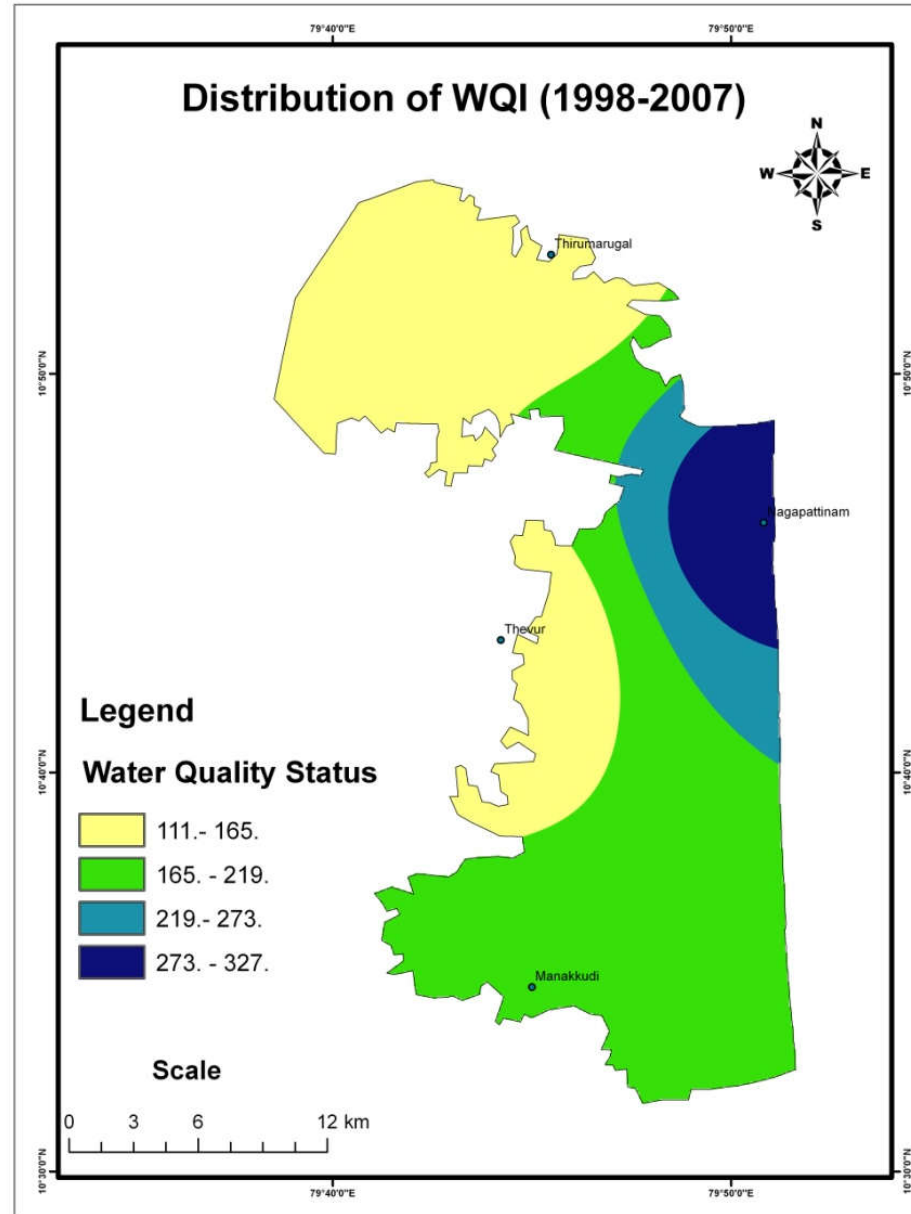 79°40'0"E
79°50'0"E
Distribution of WQI (1998-2007)
N
W
E
S
Thirumarugal
10°50'0"N
10°50'0"N
Nagapattinam
Thevur
Legend
Water Quality Status
10°40'0"N
10°40'0"N
111.- 165.
165. - 219.
219.- 273.
273. - 327.
Manakkudi
Scale
0 3 6 12 km
10°30'0"N
10°30'0"N
79°40'0"E
79°50'0"E